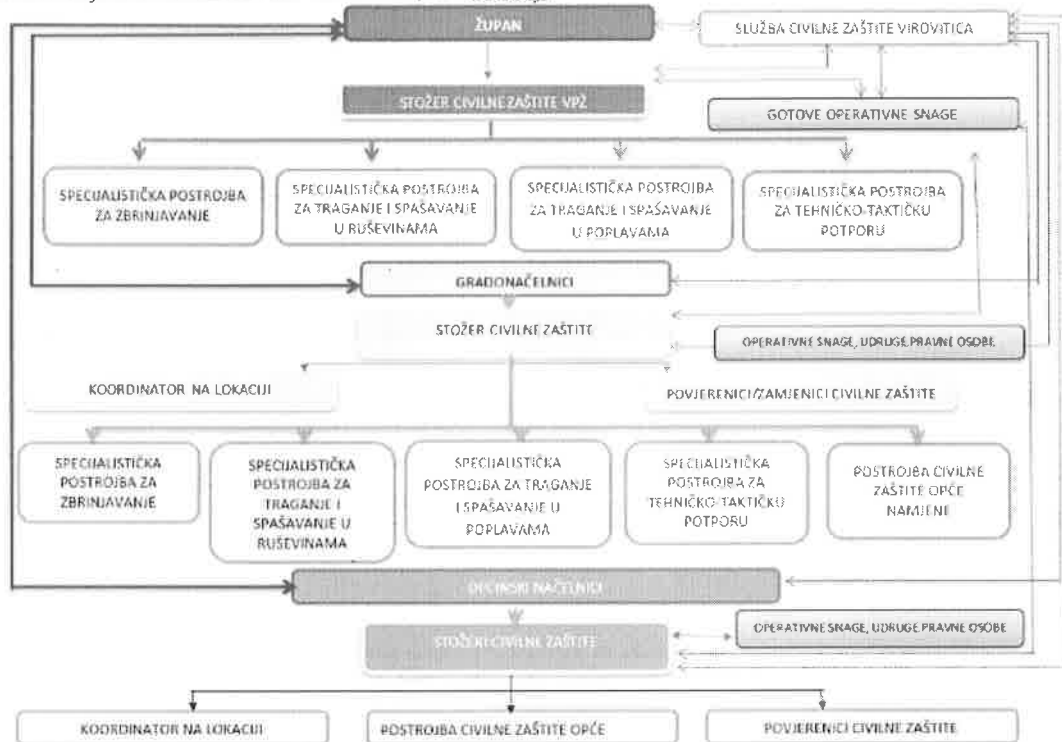 ŽUPAN
SLUŽBA CIVILNE ZAŠTITE VIROVITICA
STOŽER CIVILNE ZAŠTITE VPŽ
GOTOVE OPERATIVNE SNAGE
SPECIJALISTIČKA POSTROJBA
ZA ZBRINJAVANJE
SPECIJALISTIČKA POSTROJBA
ZA TRAGANJE I SPAŠAVANJE
U RUŠEVINAMA
SPECIJALISTIČKA POSTROJBA
ZA TRAGANJE I SPAŠAVANJE
U POPLAVAMA
SPECIJALISTIČKA POSTROJBA
ZA TEHNIČKO-TAKTIČKU
POTPORU
GRADONAČELNICI
STOŽER CIVILNE ZAŠTITE
OPERATIVNE SNAGE, UDRUGE PRAVNE OSOBE
KOORDINATOR NA LOKACIJI
POVJERENICI/ZAMJENICI CIVILNE ZAŠTITE
SPECIJALISTIČKA
POSTROJBA ZA
ZBRINJAVANJE
SPECIJALISTIČKA
POSTROJBA ZA
TRAGANJE I
SPAŠAVANJE U
RUŠEVINAMA
SPECIJALISTIČKA
POSTROJBA ZA TRAGANJE
I SPAŠAVANJE U
POPLAVAMA
SPECIJALISTIČKA
POSTROJBA ZA
TEHNIČKO-TAKTIČKU
POTPORU
POSTROJBA CIVILNE
ZAŠTITE OPĆE
NAMJENE
OPĆINSKI NAČELNICI
STOŽERI CIVILNE ZAŠTITE
OPERATIVNE SNAGE, UDRUGE PRAVNE OSOBE
KOORDINATOR NA LOKACIJI
POSTROJBA CIVILNE ZAŠTITE OPĆE
POVJERENICI CIVILNE ZAŠTITE